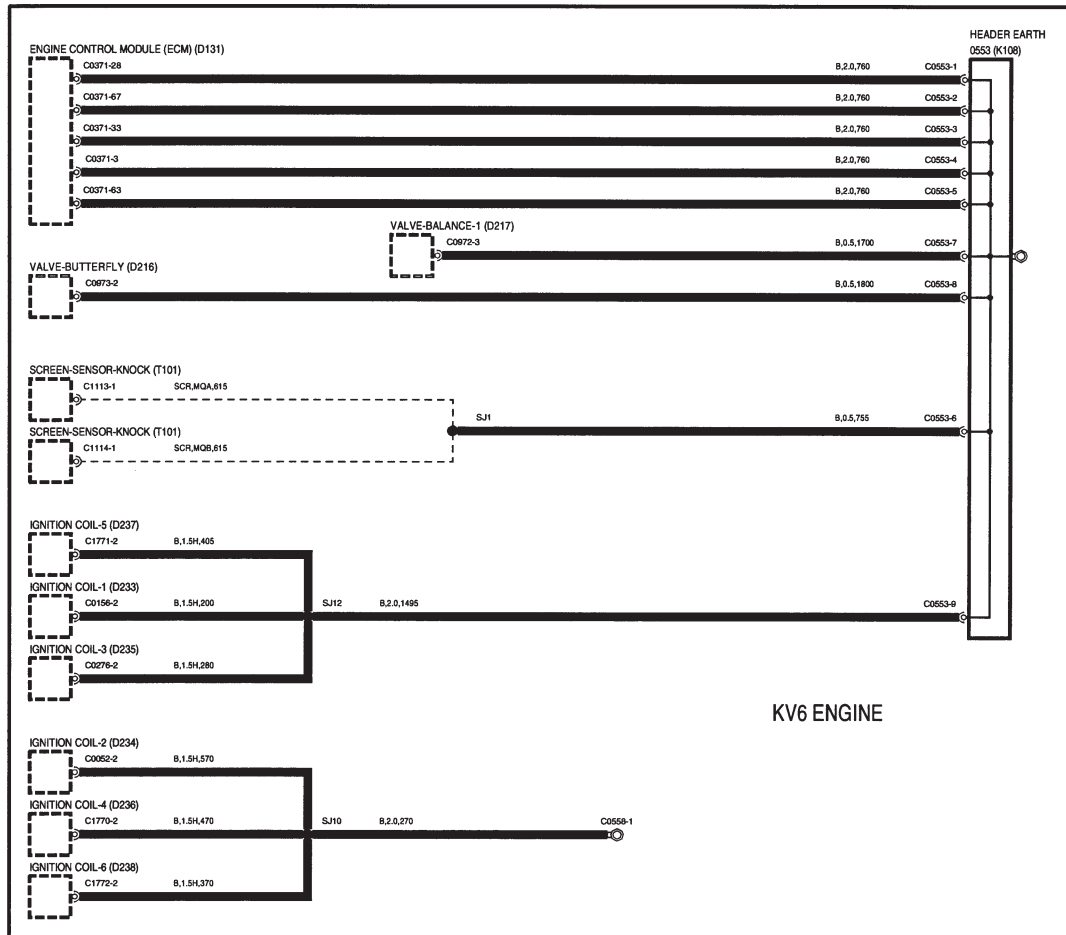 HEADER EARTH
0553 (K108)
ENGINE CONTROL MODULE (ECM) (D131)
C0371-28 B,2.0,760 C0553-1
C0371-67 B,2.0,760 C0553-2
C0371-33 B,2.0,760 C0553-3
C0371-3 B,2.0,760 C0553-4
C0371-63 B,2.0,760 C0553-5
VALVE-BALANCE-1 (D217)
C0972-3 B,0.5,1700 C0553-7
VALVE-BUTTERFLY (D216)
C0973-2 B,0.5,1800 C0553-8
SCREEN-SENSOR-KNOCK (T101)
C1113-1 SCR,MQA,615
SJ1 B,0.5,755 C0553-6
SCREEN-SENSOR-KNOCK (T101)
C1114-1 SCR,MQB,615
IGNITION COIL-5 (D237)
C1771-2 B,1.5H,405
IGNITION COIL-1 (D233)
C0156-2 B,1.5H,200 SJ12 B,2.0,1495 C0553-9
IGNITION COIL-3 (D235)
C0276-2 B,1.5H,280
KV6 ENGINE
IGNITION COIL-2 (D234)
C0052-2 B,1.5H,570
IGNITION COIL-4 (D236)
C1770-2 B,1.5H,470 SJ10 B,2.0,270 C0556-1
IGNITION COIL-6 (D238)
C1772-2 B,1.5H,370